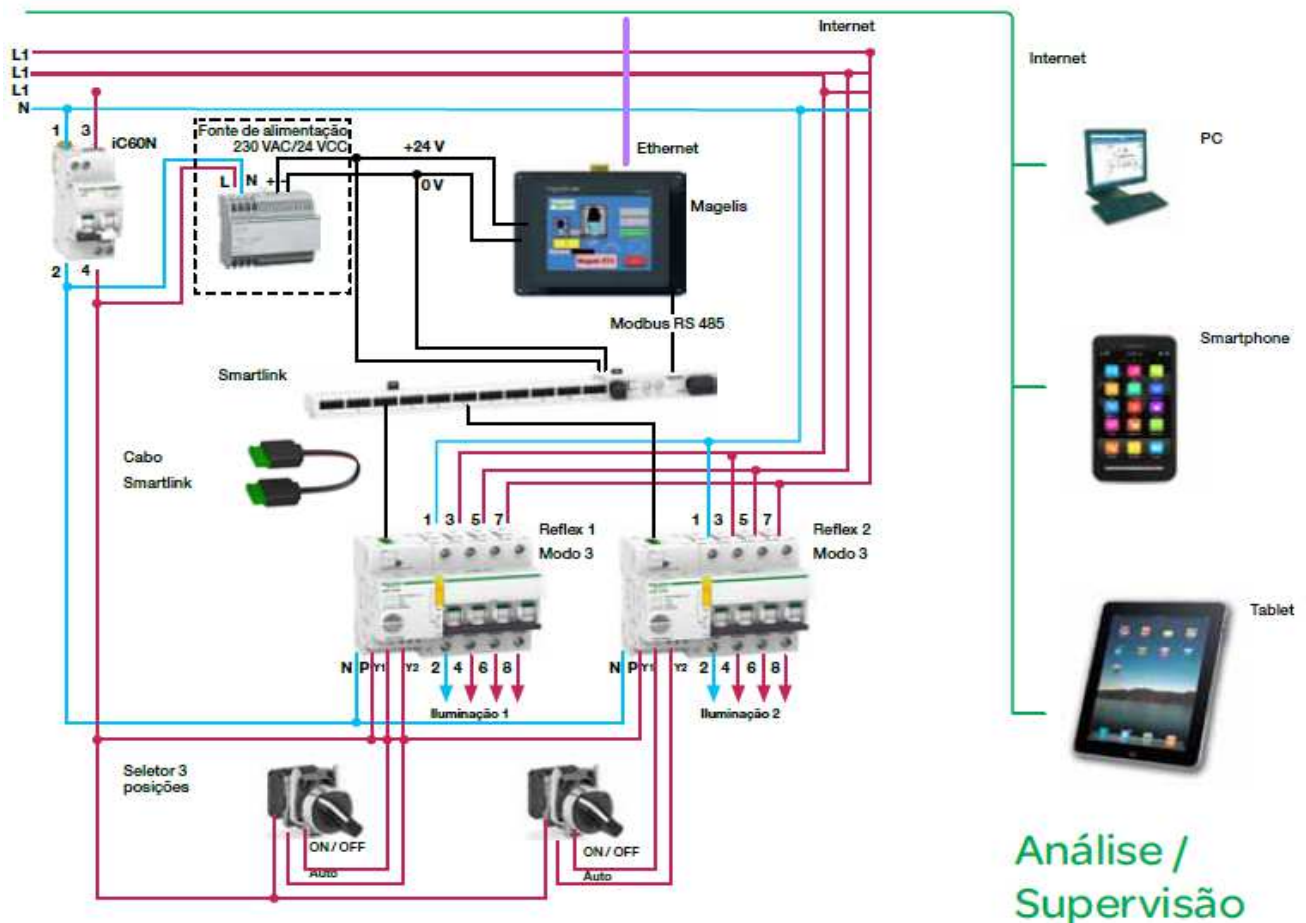 Internet
L1
L1
L1
N
1 3
iC60N
Fonte de alimentação
230 VAC/24 VCC
L N + -
+24 V
0 V
Ethernet
Magelis
2 4
Modbus RS 485
Smartlink
Cabo
Smartlink
1 3 5 7
Reflex 1
Modo 3
1 3 5 7
Reflex 2
Modo 3
N P Y1 Y2 2 4 6 8
Iluminação 1
N P Y1 Y2 2 4 6 8
Iluminação 2
Seletor 3
posições
ON / OFF
Auto
ON / OFF
Auto
Internet
PC
Smartphone
Tablet
Análise /
Supervisão